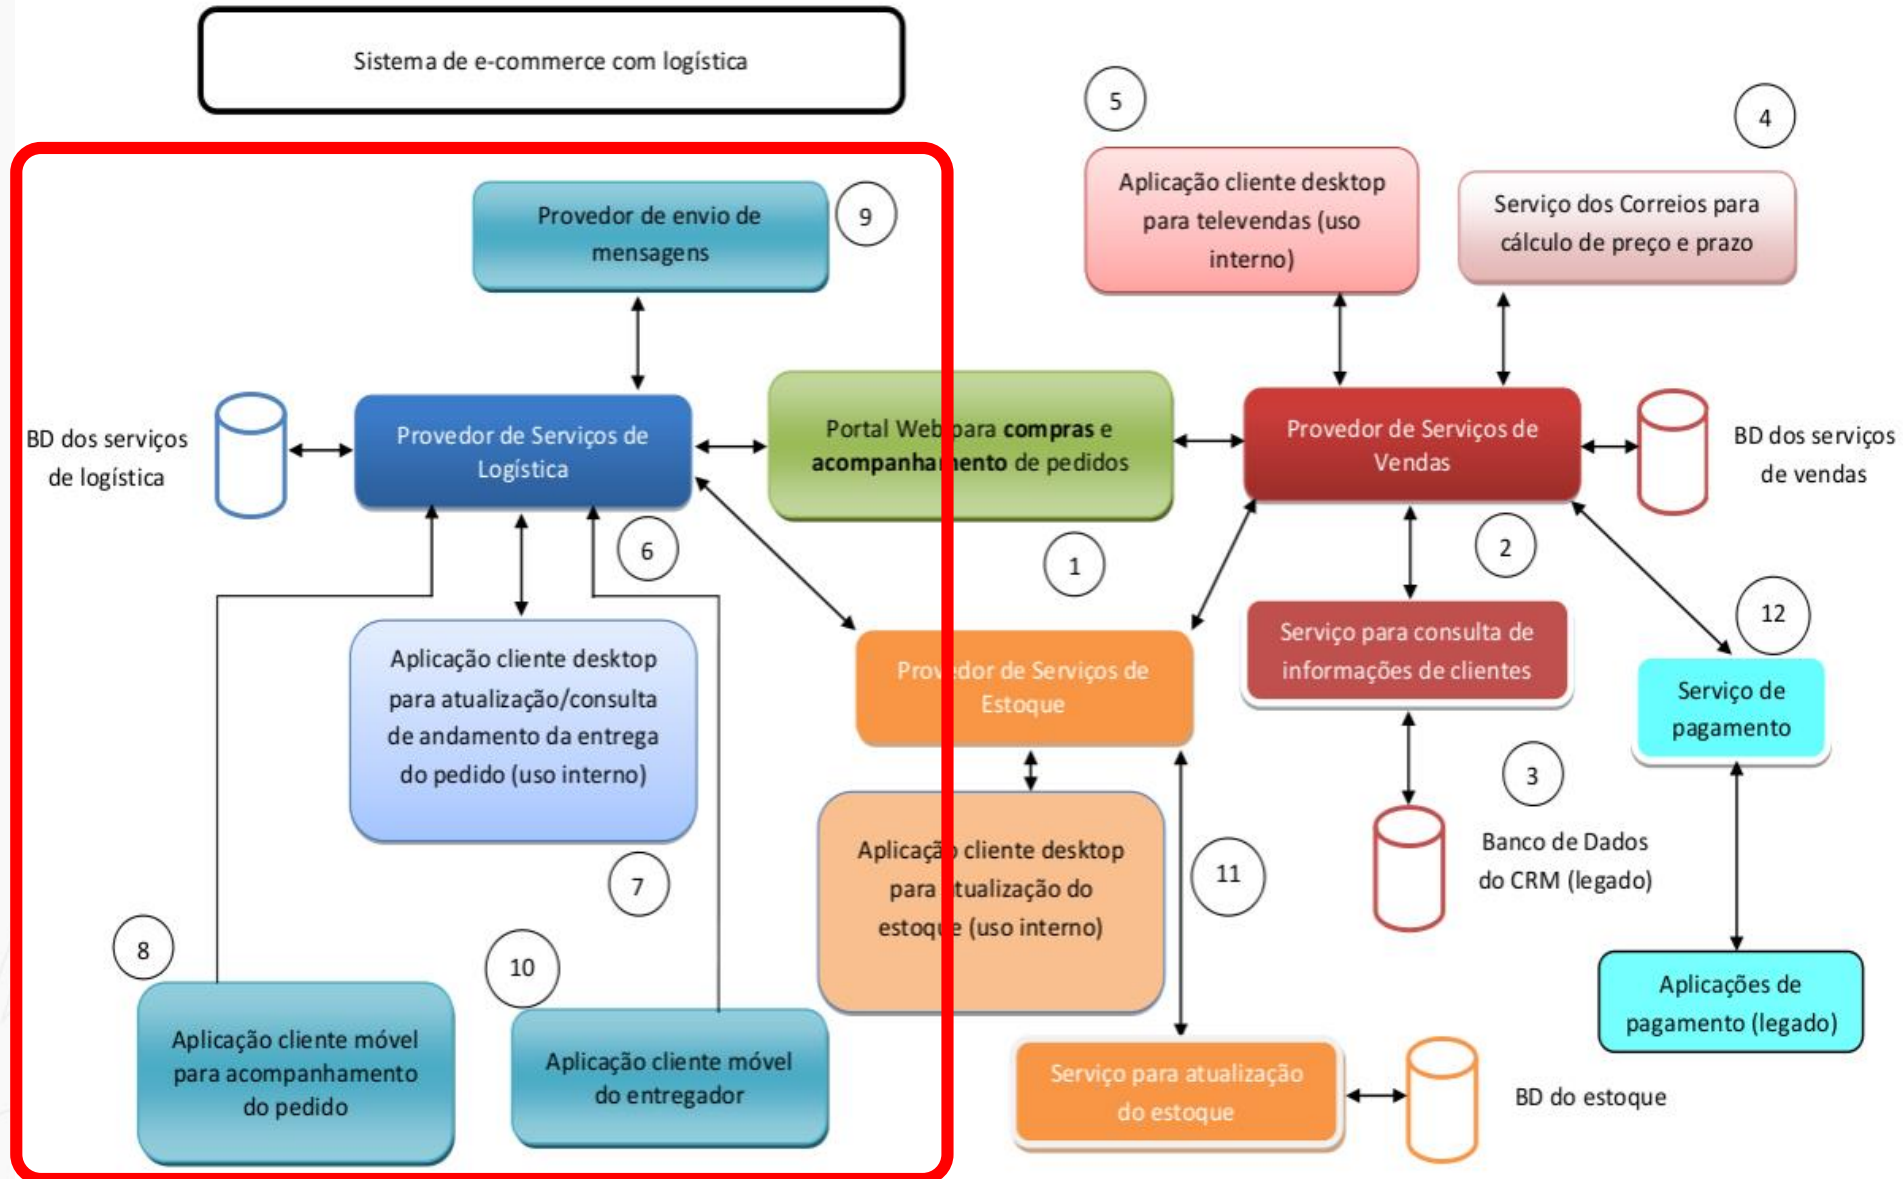 Sistema de e-commerce com logística
5
4
Aplicação cliente desktop
para televendas (uso
interno)
Serviço dos Correios para
cálculo de preço e prazo
Provedor de envio de
mensagens
9
BD dos serviços
de logística
Provedor de Serviços de
Logística
Portal Web para compras e
acompanhamento de pedidos
Provedor de Serviços de
Vendas
BD dos serviços
de vendas
6
1
2
12
Aplicação cliente desktop
para atualização/consulta
de andamento da entrega
do pedido (uso interno)
Provedor de Serviços de
Estoque
Serviço para consulta de
informações de clientes
Serviço de
pagamento
7
Aplicação cliente desktop
para atualização do
estoque (uso interno)
11
3
Banco de Dados
do CRM (legado)
8
10
Aplicação cliente móvel
para acompanhamento
do pedido
Aplicação cliente móvel
do entregador
Serviço para atualização
do estoque
BD do estoque
Aplicações de
pagamento (legado)